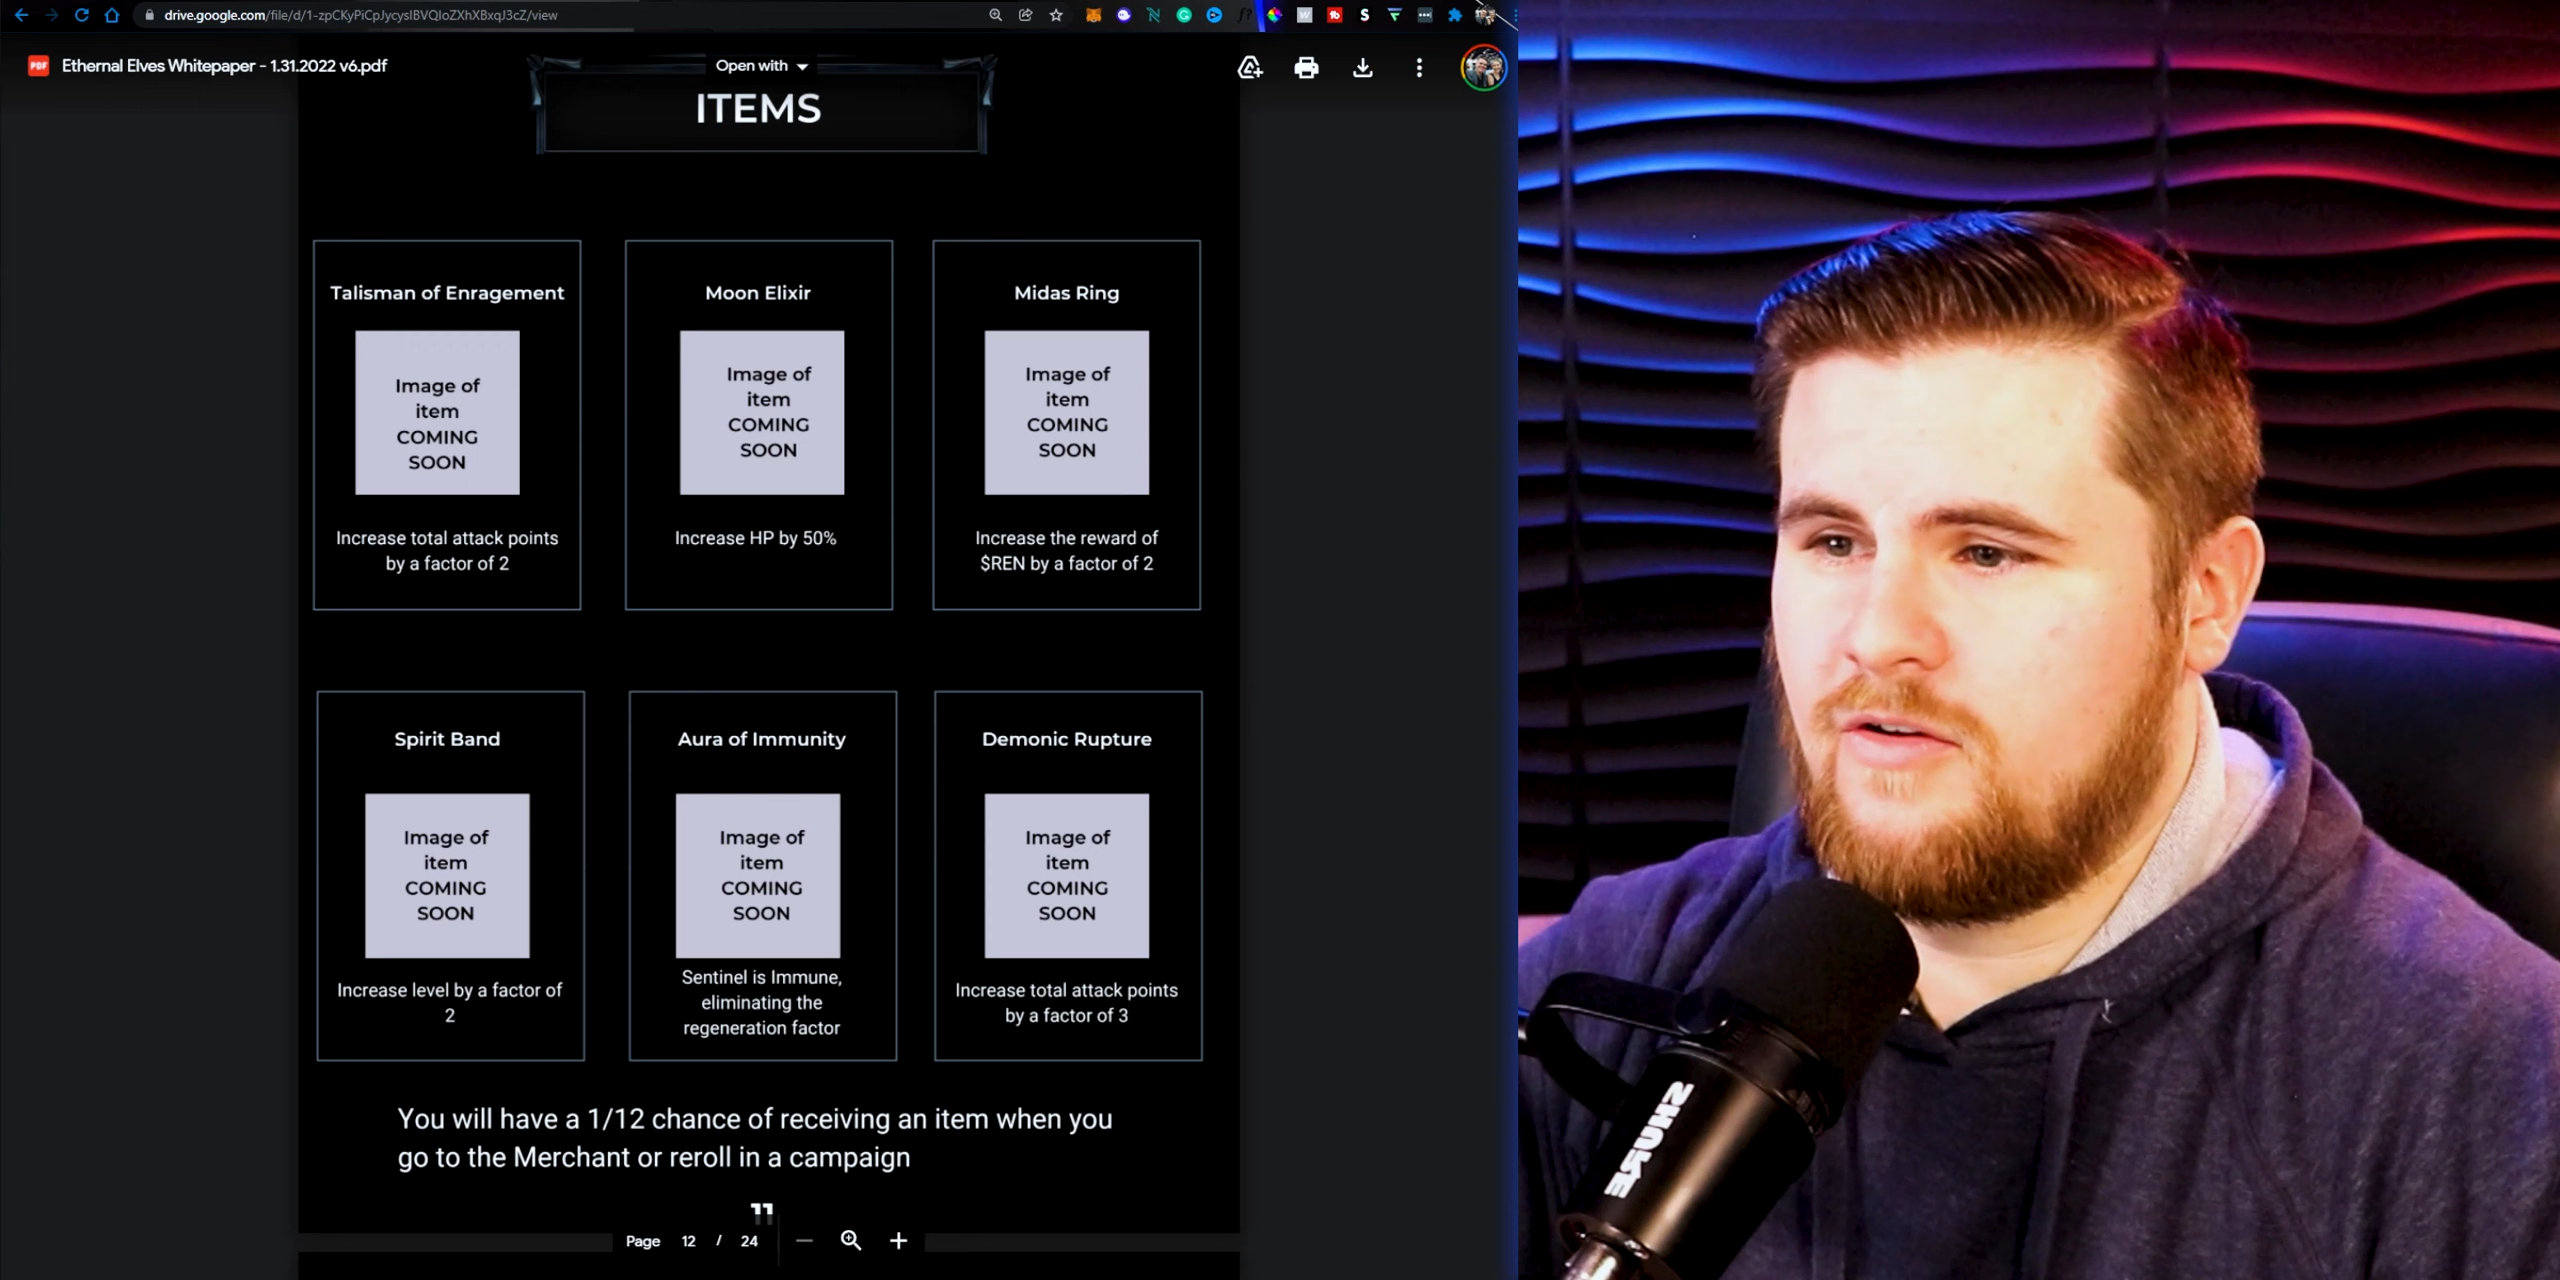 drive.google.com/file/d/1-zpCKyPiCpJycysIBVQIoZXhXBxqJ3cZ/view
PDF Ethernal Elves Whitepaper - 1.31.2022 v6.pdf
Open with
ITEMS
Talisman of Enragement
Image of
item
COMING
SOON
Increase total attack points
by a factor of 2
Moon Elixir
Image of
item
COMING
SOON
Increase HP by 50%
Midas Ring
Image of
item
COMING
SOON
Increase the reward of
$REN by a factor of 2
Spirit Band
Image of
item
COMING
SOON
Increase level by a factor of
2
Aura of Immunity
Image of
item
COMING
SOON
Sentinel is Immune,
eliminating the
regeneration factor
Demonic Rupture
Image of
item
COMING
SOON
Increase total attack points
by a factor of 3
You will have a 1/12 chance of receiving an item when you
go to the Merchant or reroll in a campaign
11
Page 12 / 24
SHURE